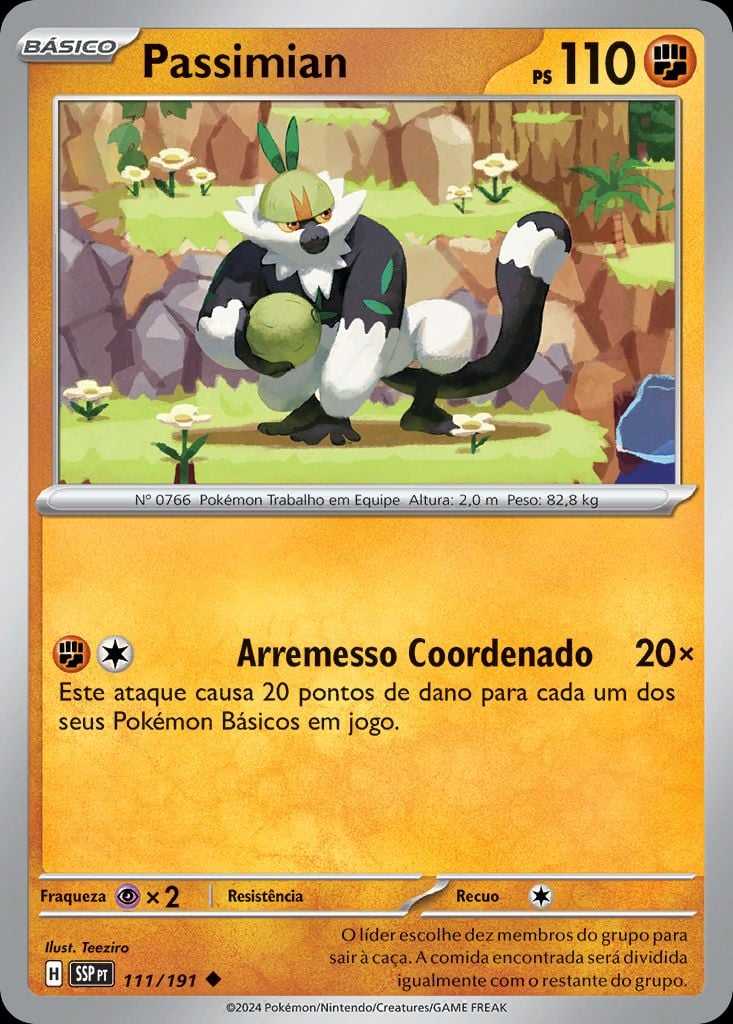 BÁSICO
Passimian
PS 110
Nº 0766 Pokémon Trabalho em Equipe Altura: 2,0 m Peso: 82,8 kg
Arremesso Coordenado 20×
Este ataque causa 20 pontos de dano para cada um dos
seus Pokémon Básicos em jogo.
Fraqueza ×2 Resistência Recuo
Ilust. Teeziro
H SSP PT 111/191
O líder escolhe dez membros do grupo para
sair à caça. A comida encontrada será dividida
igualmente com o restante do grupo.
©2024 Pokémon/Nintendo/Creatures/GAME FREAK